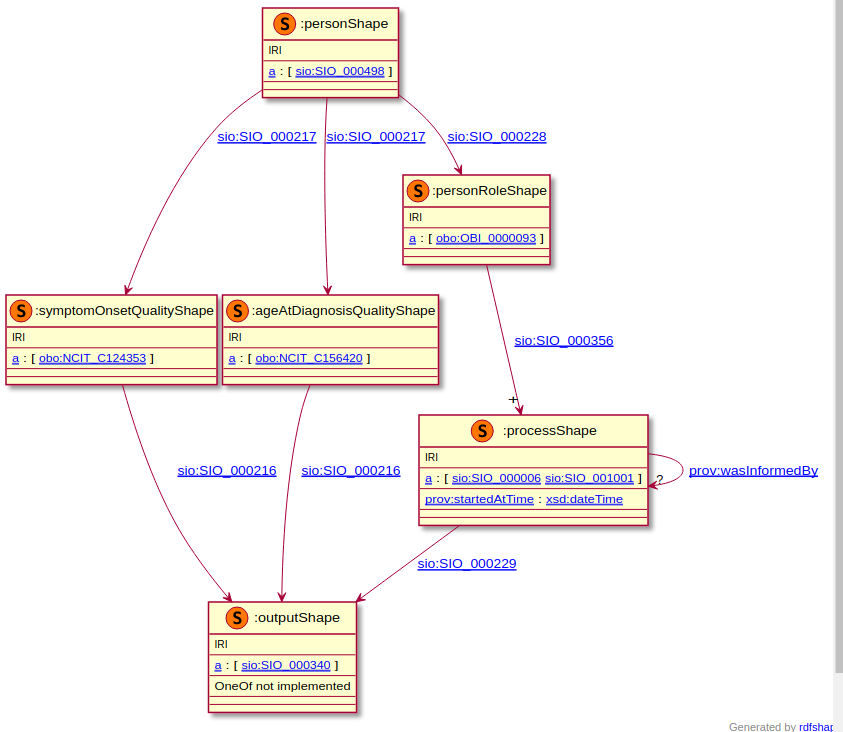 S :personShape
IRI
a : [ sio:SIO_000498 ]
sio:SIO_000217
sio:SIO_000217
sio:SIO_000228
S :personRoleShape
IRI
a : [ obo:OBI_0000093 ]
S :symptomOnsetQualityShape
IRI
a : [ obo:NCIT_C124353 ]
S :ageAtDiagnosisQualityShape
IRI
a : [ obo:NCIT_C156420 ]
sio:SIO_000356
+
S :processShape
IRI
a : [ sio:SIO_000006 sio:SIO_001001 ]
prov:startedAtTime : xsd:dateTime
?
prov:wasInformedBy
sio:SIO_000216
sio:SIO_000216
sio:SIO_000229
S :outputShape
IRI
a : [ sio:SIO_000340 ]
OneOf not implemented
Generated by rdfshap